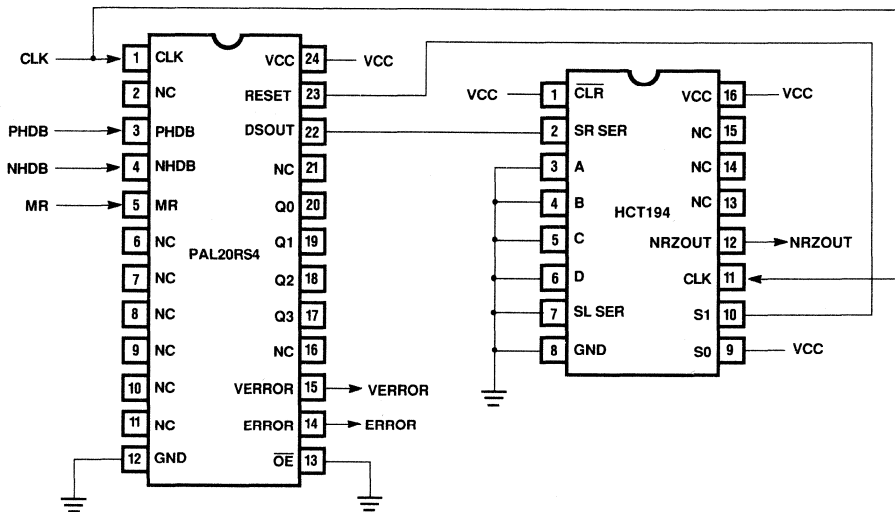 CLK 1 CLK VCC 24 VCC
2 NC RESET 23
PHDB 3 PHDB DSOUT 22
NHDB 4 NHDB NC 21
MR 5 MR Q0 20
6 NC Q1 19
PAL20RS4
7 NC Q2 18
8 NC Q3 17
9 NC NC 16
10 NC VERROR 15 VERROR
11 NC ERROR 14 ERROR
12 GND OE 13
VCC 1 CLR VCC 16 VCC
2 SR SER NC 15
3 A NC 14
4 B NC 13
HCT194
5 C NRZOUT 12 NRZOUT
6 D CLK 11
7 SL SER S1 10
8 GND S0 9 VCC